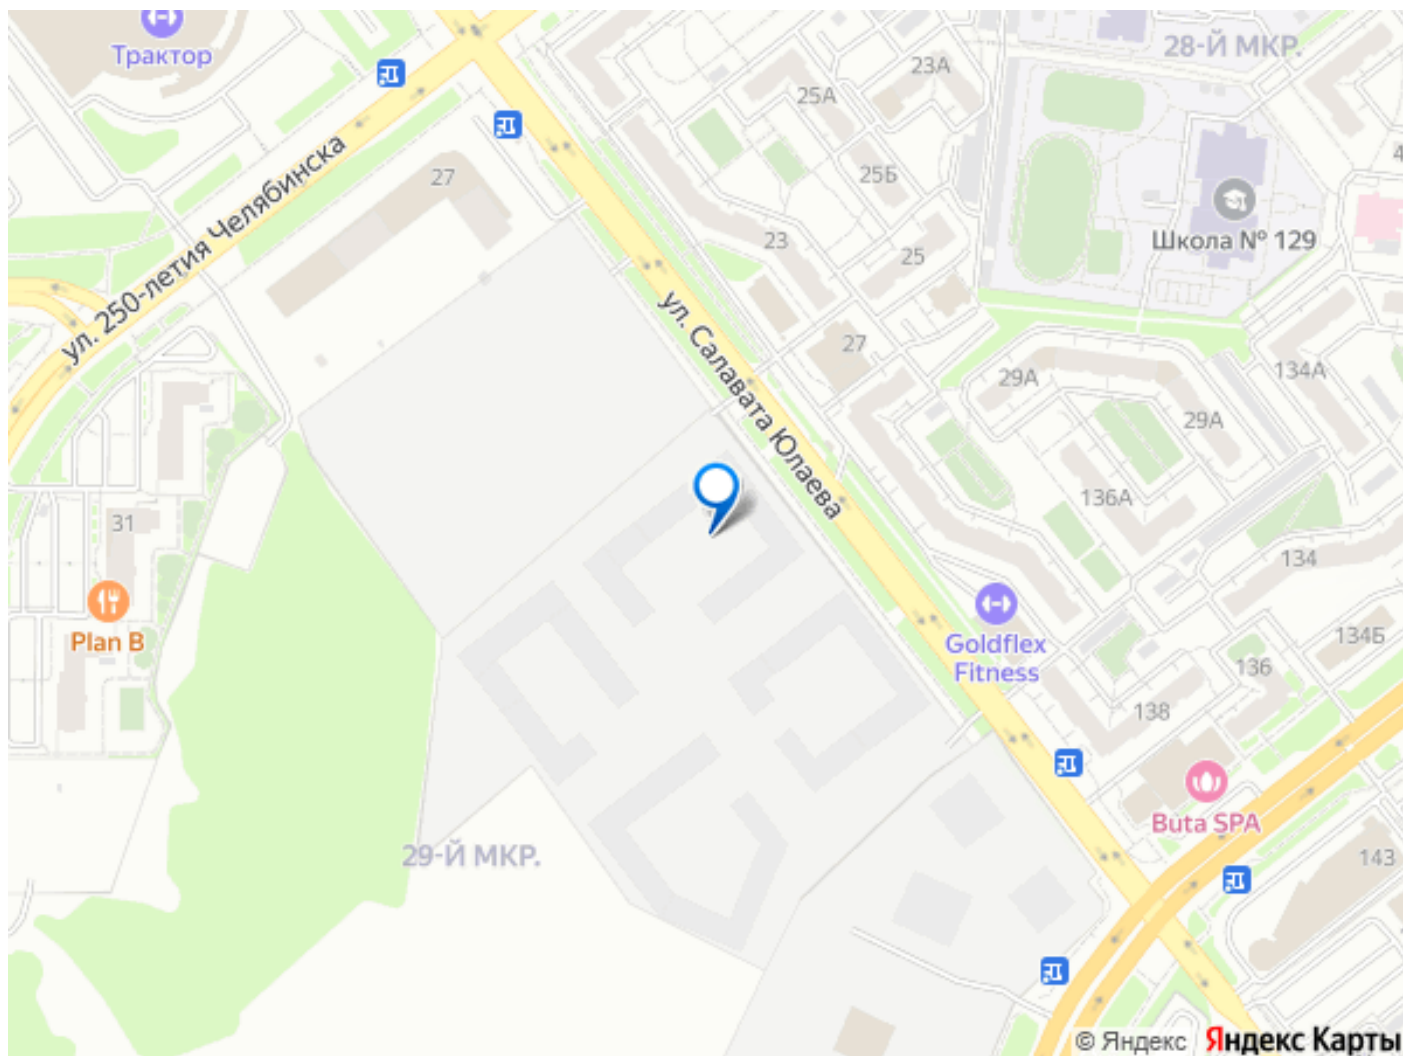 Трактор
28-Й МКР.
23А
25А
ул. 250-летия Челябинска
27
25Б
Школа № 129
23
25
ул. Салавата Юлаева
27
29А
134А
29А
136А
31
134
Plan B
Goldflex
Fitness
134Б
136
138
Buta SPA
29-Й МКР.
143
© Яндекс
Яндекс Карты